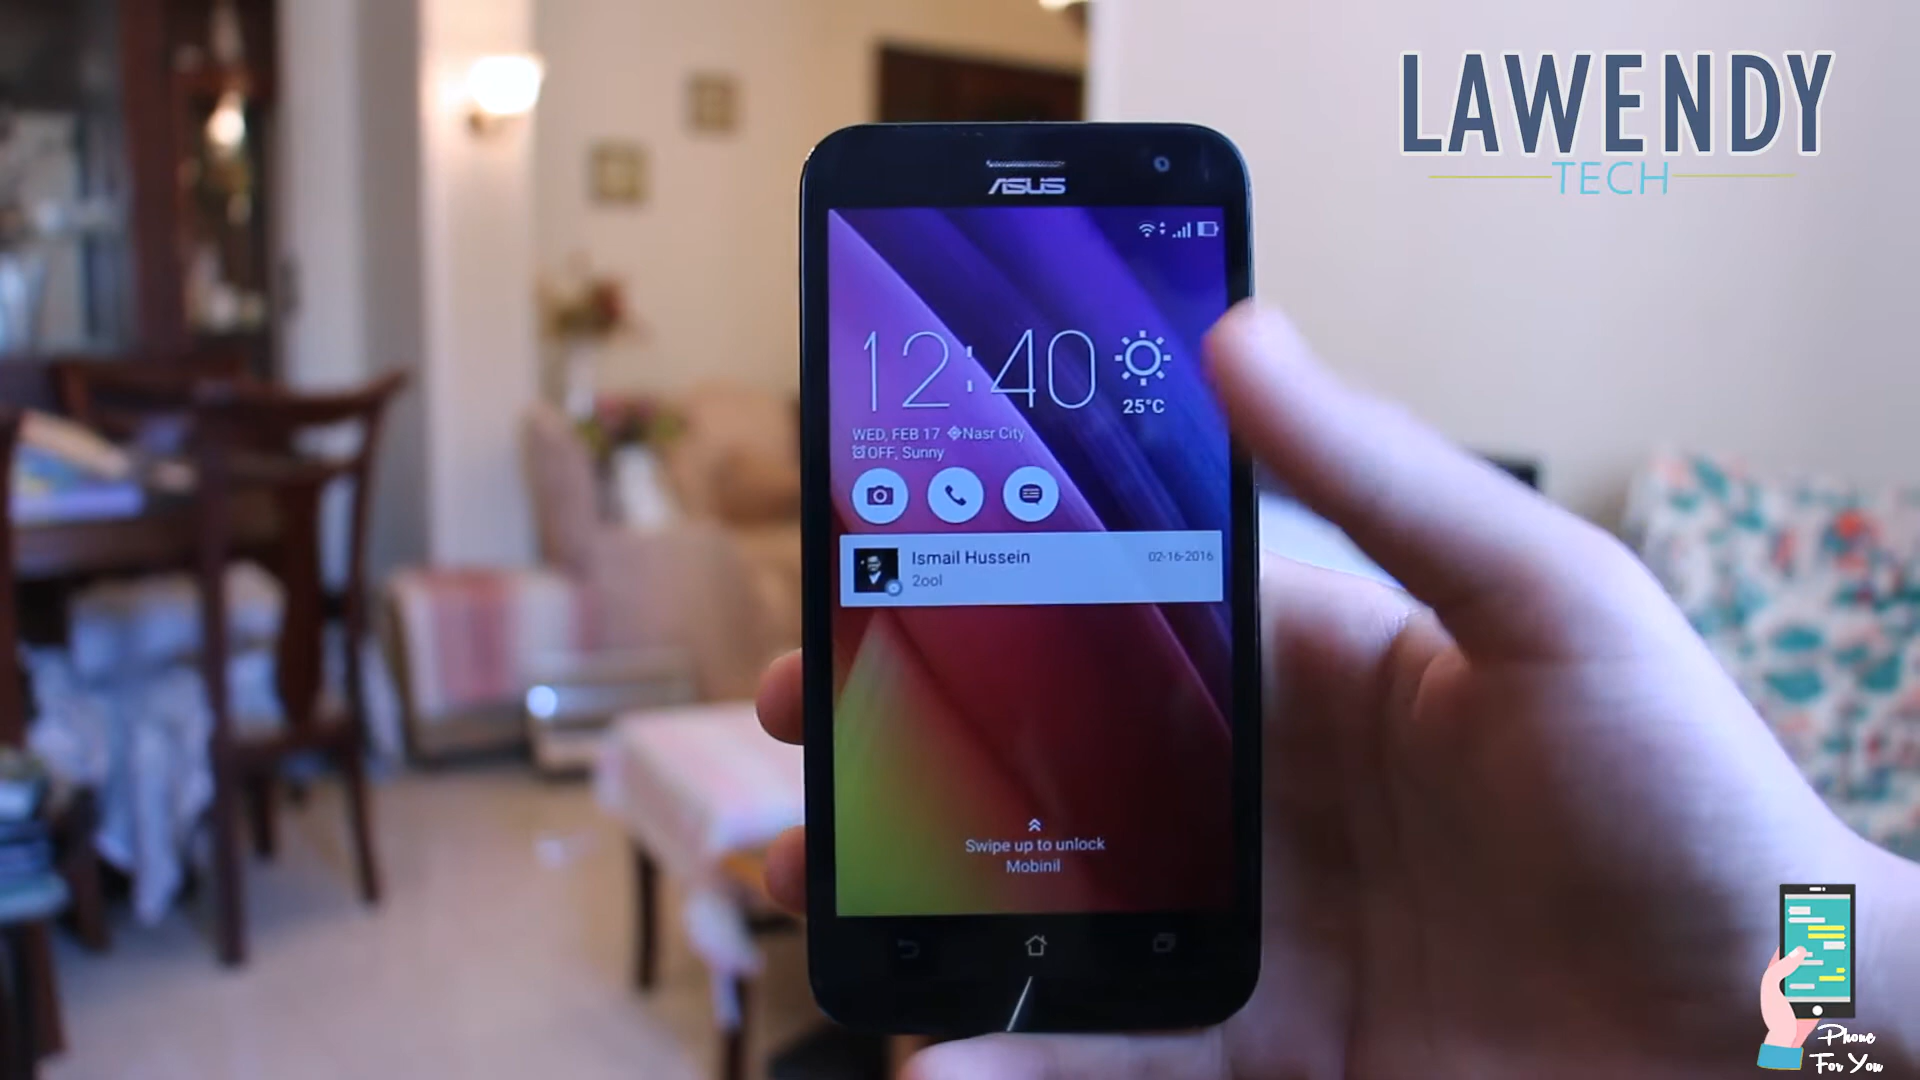 LAWENDY
TECH
ASUS
12:40
25°C
WED, FEB 17 Nasr City
OFF, Sunny
Ismail Hussein 02-16-2016
2ool
Swipe up to unlock
Mobinil
Phone
For You